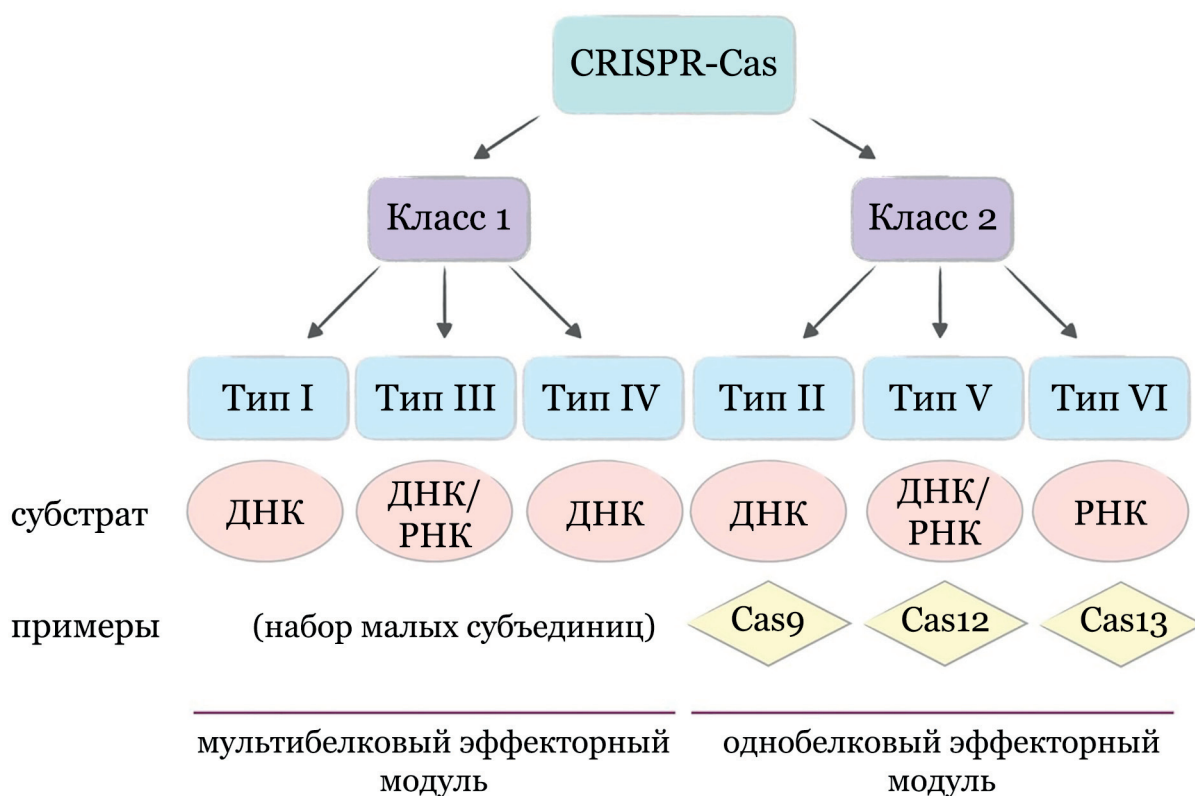 CRISPR-Cas
Класс 1
Класс 2
Тип I
Тип III
Тип IV
Тип II
Тип V
Тип VI
субстрат
ДНК
ДНК/
РНК
ДНК
ДНК
ДНК/
РНК
РНК
примеры
(набор малых субъединиц)
Cas9
Cas12
Cas13
мультибелковый эффекторный
модуль
однобелковый эффекторный
модуль